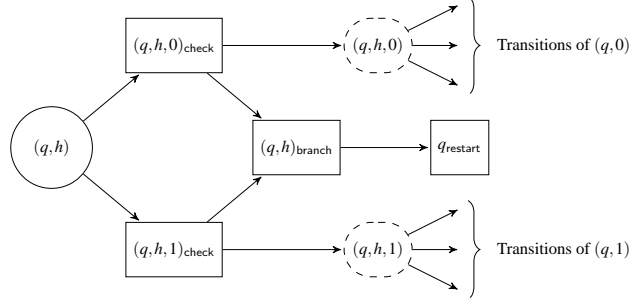 (q,h,0)check
(q,h,0)
Transitions of (q,0)
(q,h)
(q,h)branch
qrestart
(q,h,1)check
(q,h,1)
Transitions of (q,1)